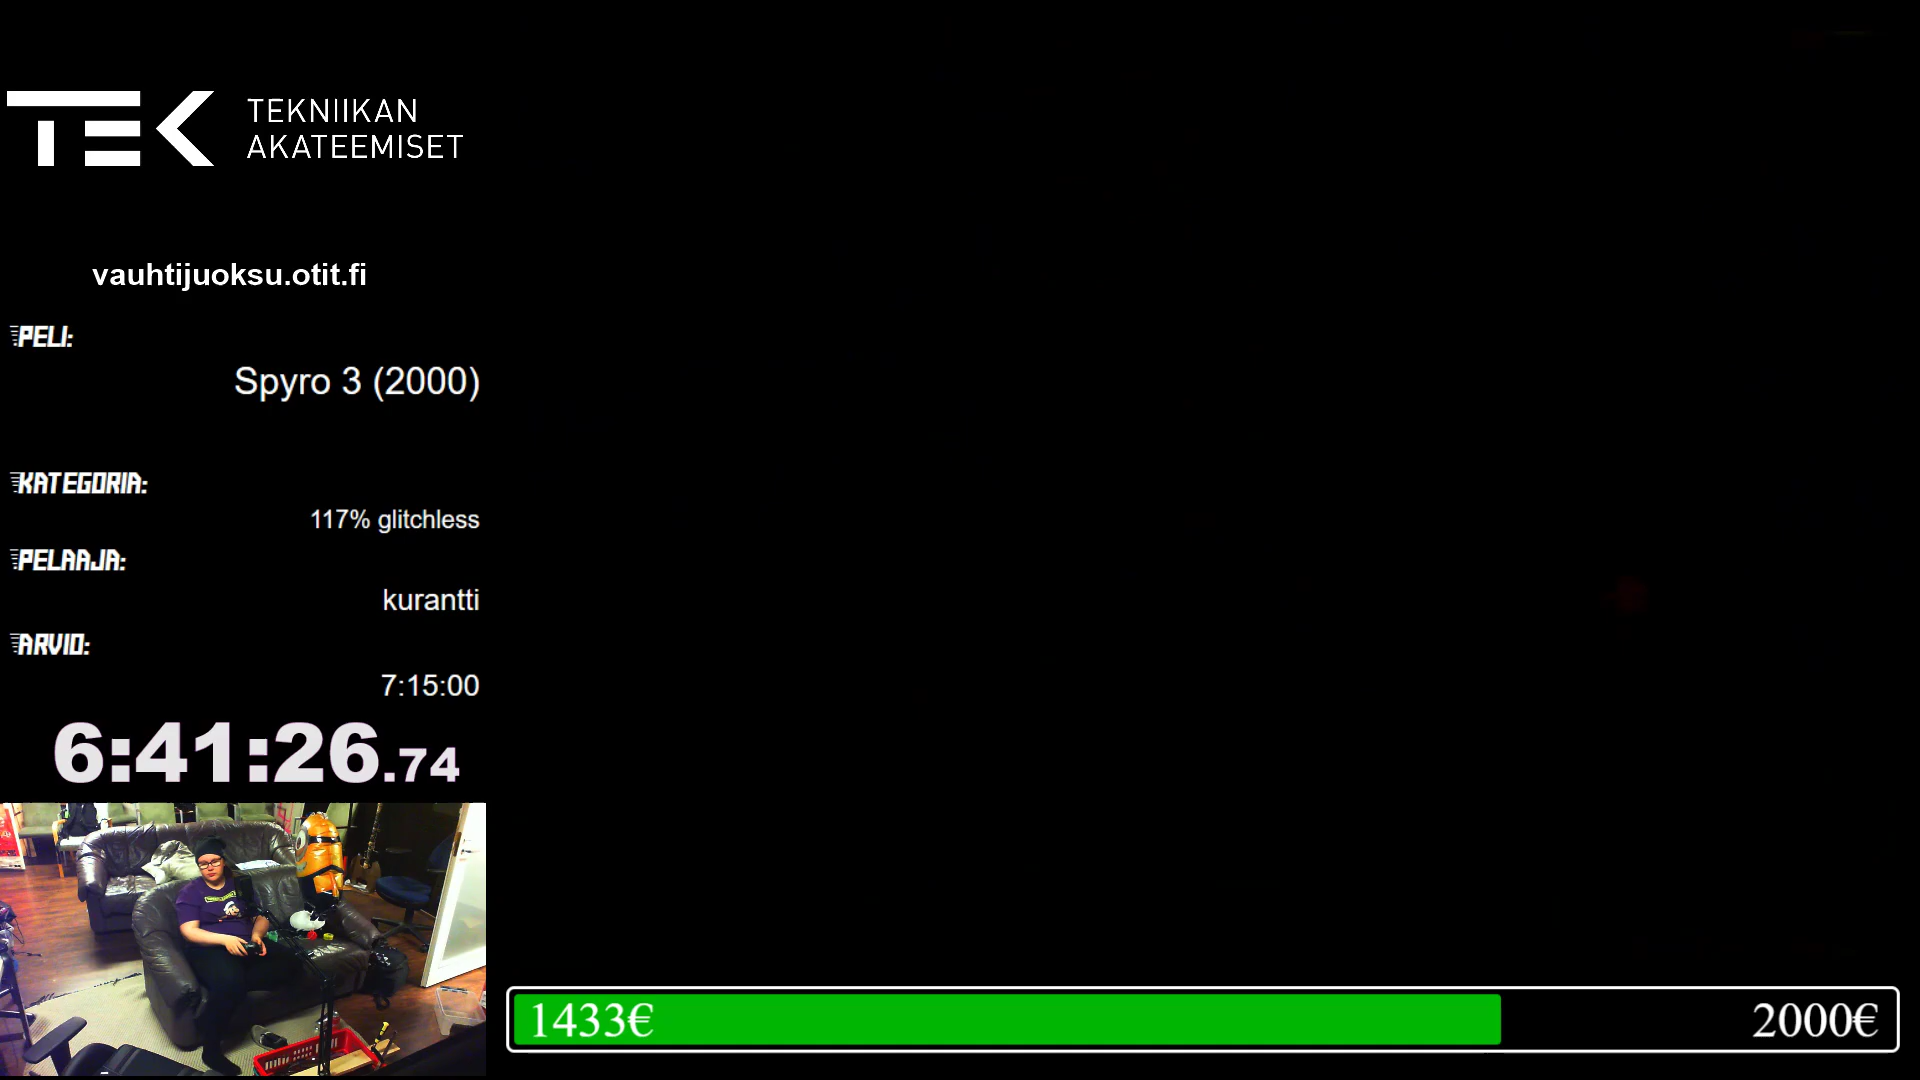 TEK
TEKNIIKAN
AKATEEMISET
vauhtijuoksu.otit.fi
PELI:
Spyro 3 (2000)
KATEGORIA:
117% glitchless
PELAAJA:
kurantti
ARVIO:
7:15:00
6:41:26.74
1433€
2000€